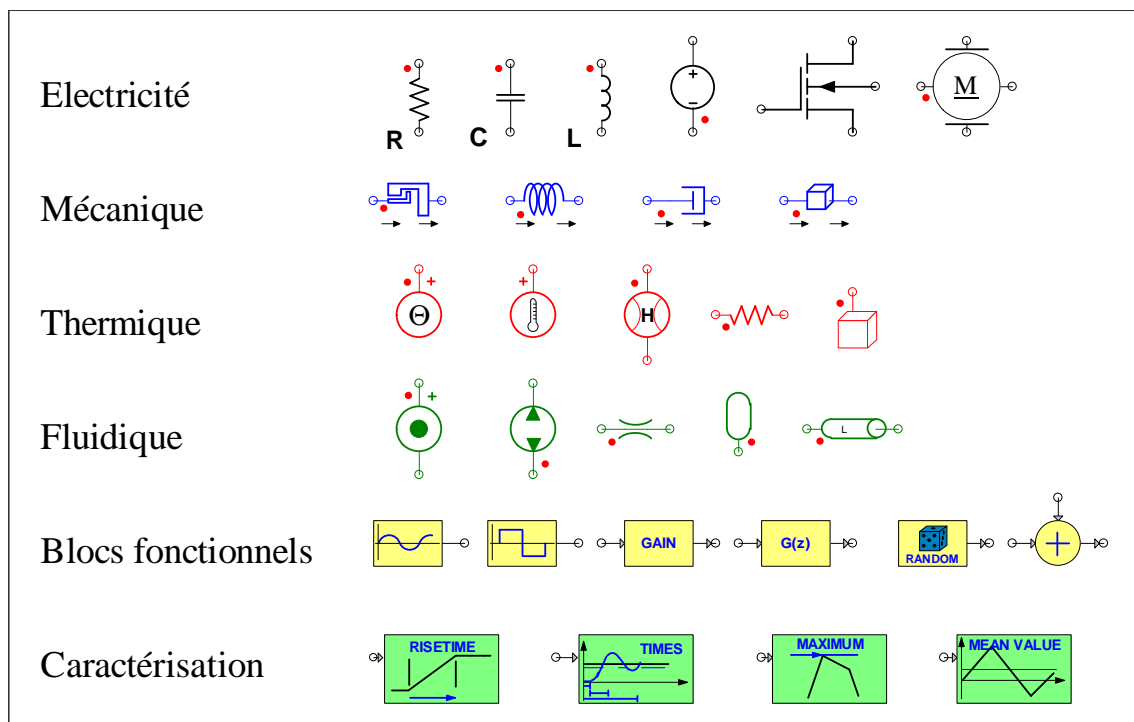 Electricité
R
C
L
+
−
M
Mécanique
Thermique
+
Θ
+
H
Fluidique
+
Blocs fonctionnels
GAIN
G(z)
RANDOM
+
Caractérisation
RISETIME
TIMES
MAXIMUM
MEAN VALUE
L